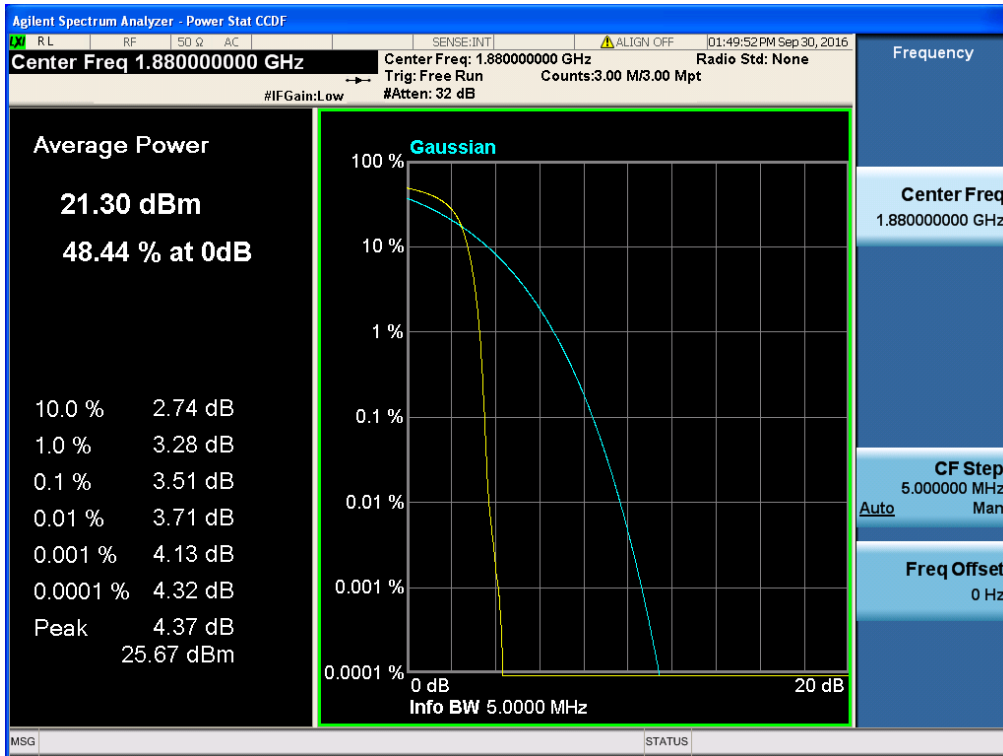 Agilent Spectrum Analyzer - Power Stat CCDF
LXI RL RF 50 Ω AC SENSE:INT ALIGN OFF 01:49:52 PM Sep 30, 2016
Center Freq 1.880000000 GHz
Center Freq: 1.880000000 GHz Radio Std: None
Trig: Free Run Counts:3.00 M/3.00 Mpt
#IFGain:Low #Atten: 32 dB
Average Power
21.30 dBm
48.44 % at 0dB
10.0 % 2.74 dB
1.0 % 3.28 dB
0.1 % 3.51 dB
0.01 % 3.71 dB
0.001 % 4.13 dB
0.0001 % 4.32 dB
Peak 4.37 dB
25.67 dBm
Gaussian
100 %
10 %
1 %
0.1 %
0.01 %
0.001 %
0.0001 %
0 dB 20 dB
Info BW 5.0000 MHz
Frequency
Center Freq
1.880000000 GHz
CF Step
5.000000 MHz
Auto Man
Freq Offset
0 Hz
MSG STATUS